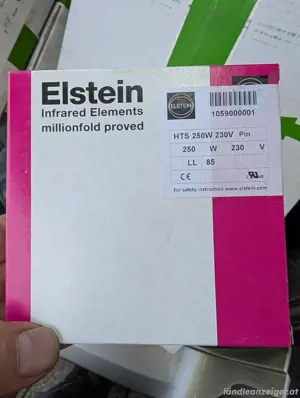 Elstein
Infrared Elements
millionfold proved
ELSTEIN
1059000001
HTS 250W 230V Pin
250 W 230 V
LL 85
CE
For safety instruction www.elstein.com
ländleanzeiger.at